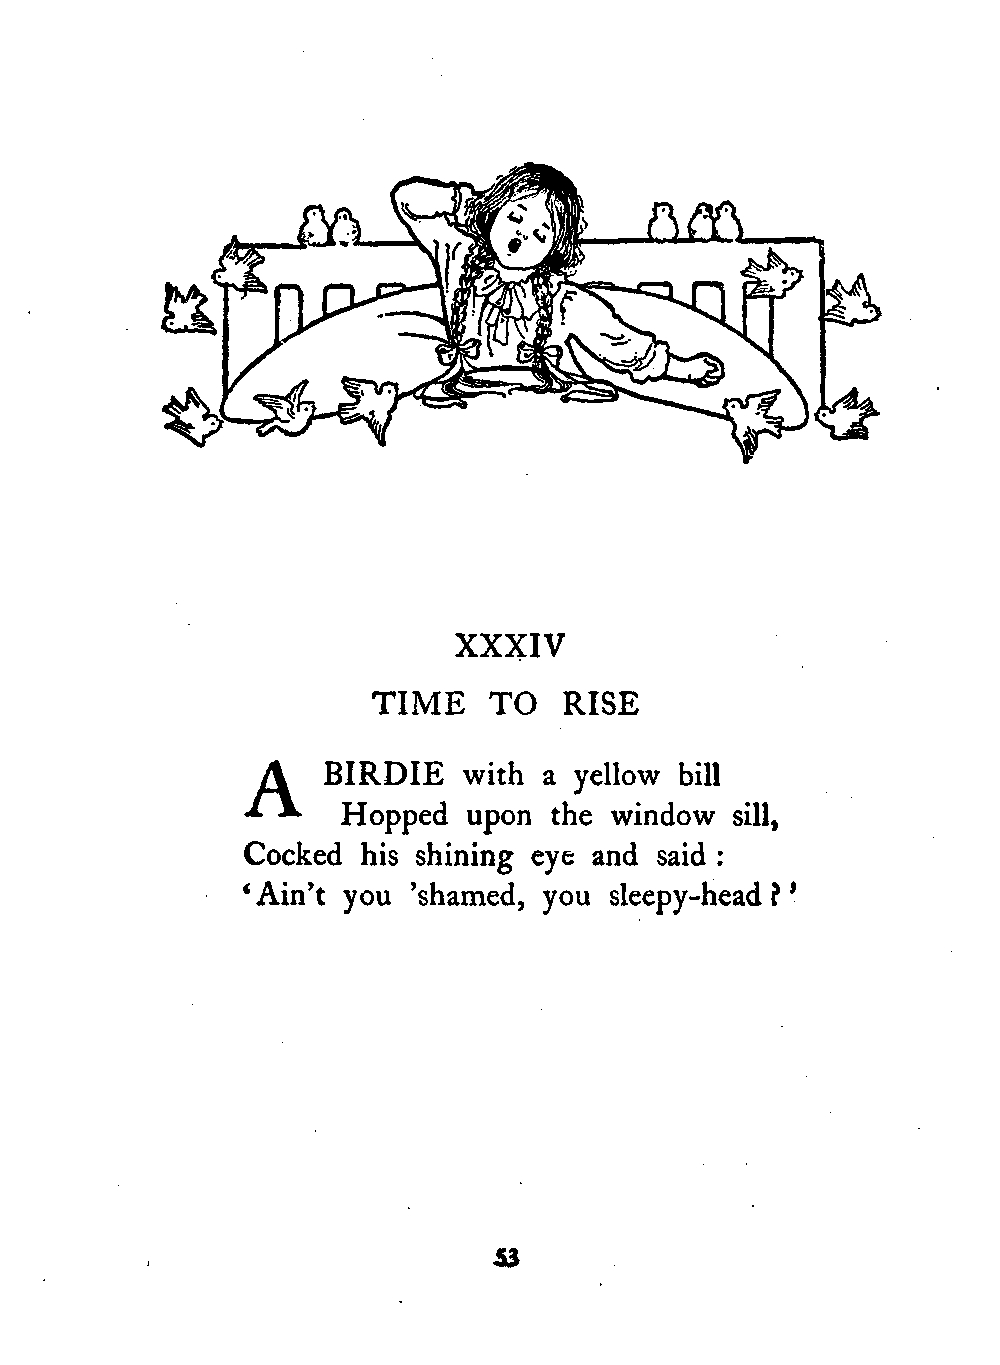 XXXIV
TIME TO RISE
A BIRDIE with a yellow bill
Hopped upon the window sill,
Cocked his shining eye and said :
‘Ain't you 'shamed, you sleepy-head ? ’
53